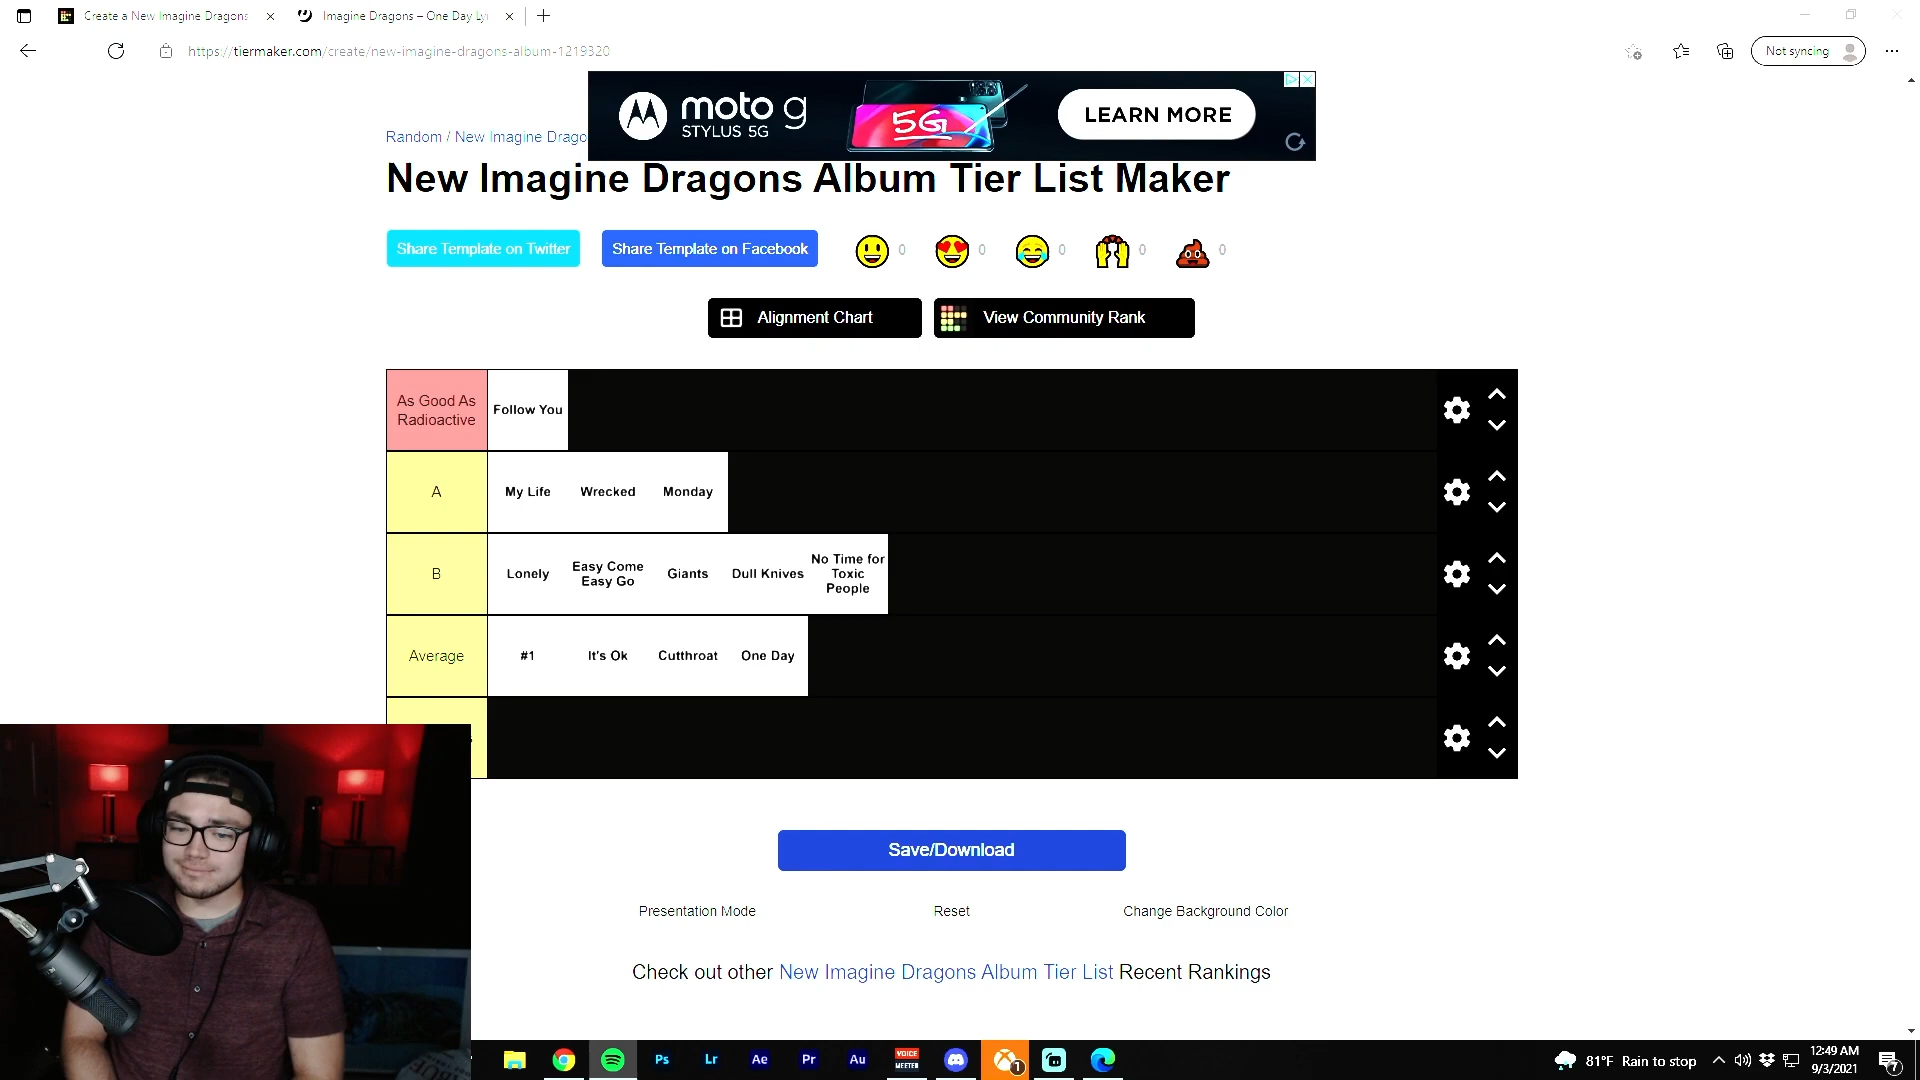 Create a New Imagine Dragons
Imagine Dragons – One Day Ly
https://tiermaker.com/create/new-imagine-dragons-album-1219320
Not syncing
moto g
STYLUS 5G
5G
LEARN MORE
Random / New Imagine Drago
New Imagine Dragons Album Tier List Maker
Share Template on Twitter
Share Template on Facebook
0
0
0
0
0
Alignment Chart
View Community Rank
As Good As
Radioactive
Follow You
A
My Life
Wrecked
Monday
B
Lonely
Easy Come
Easy Go
Giants
Dull Knives
No Time for
Toxic
People
Average
#1
It's Ok
Cutthroat
One Day
Save/Download
Presentation Mode
Reset
Change Background Color
Check out other New Imagine Dragons Album Tier List Recent Rankings
Ps
Lr
Ae
Pr
Au
VOICE
MEETER
1
81°F Rain to stop
12:49 AM
9/3/2021
7